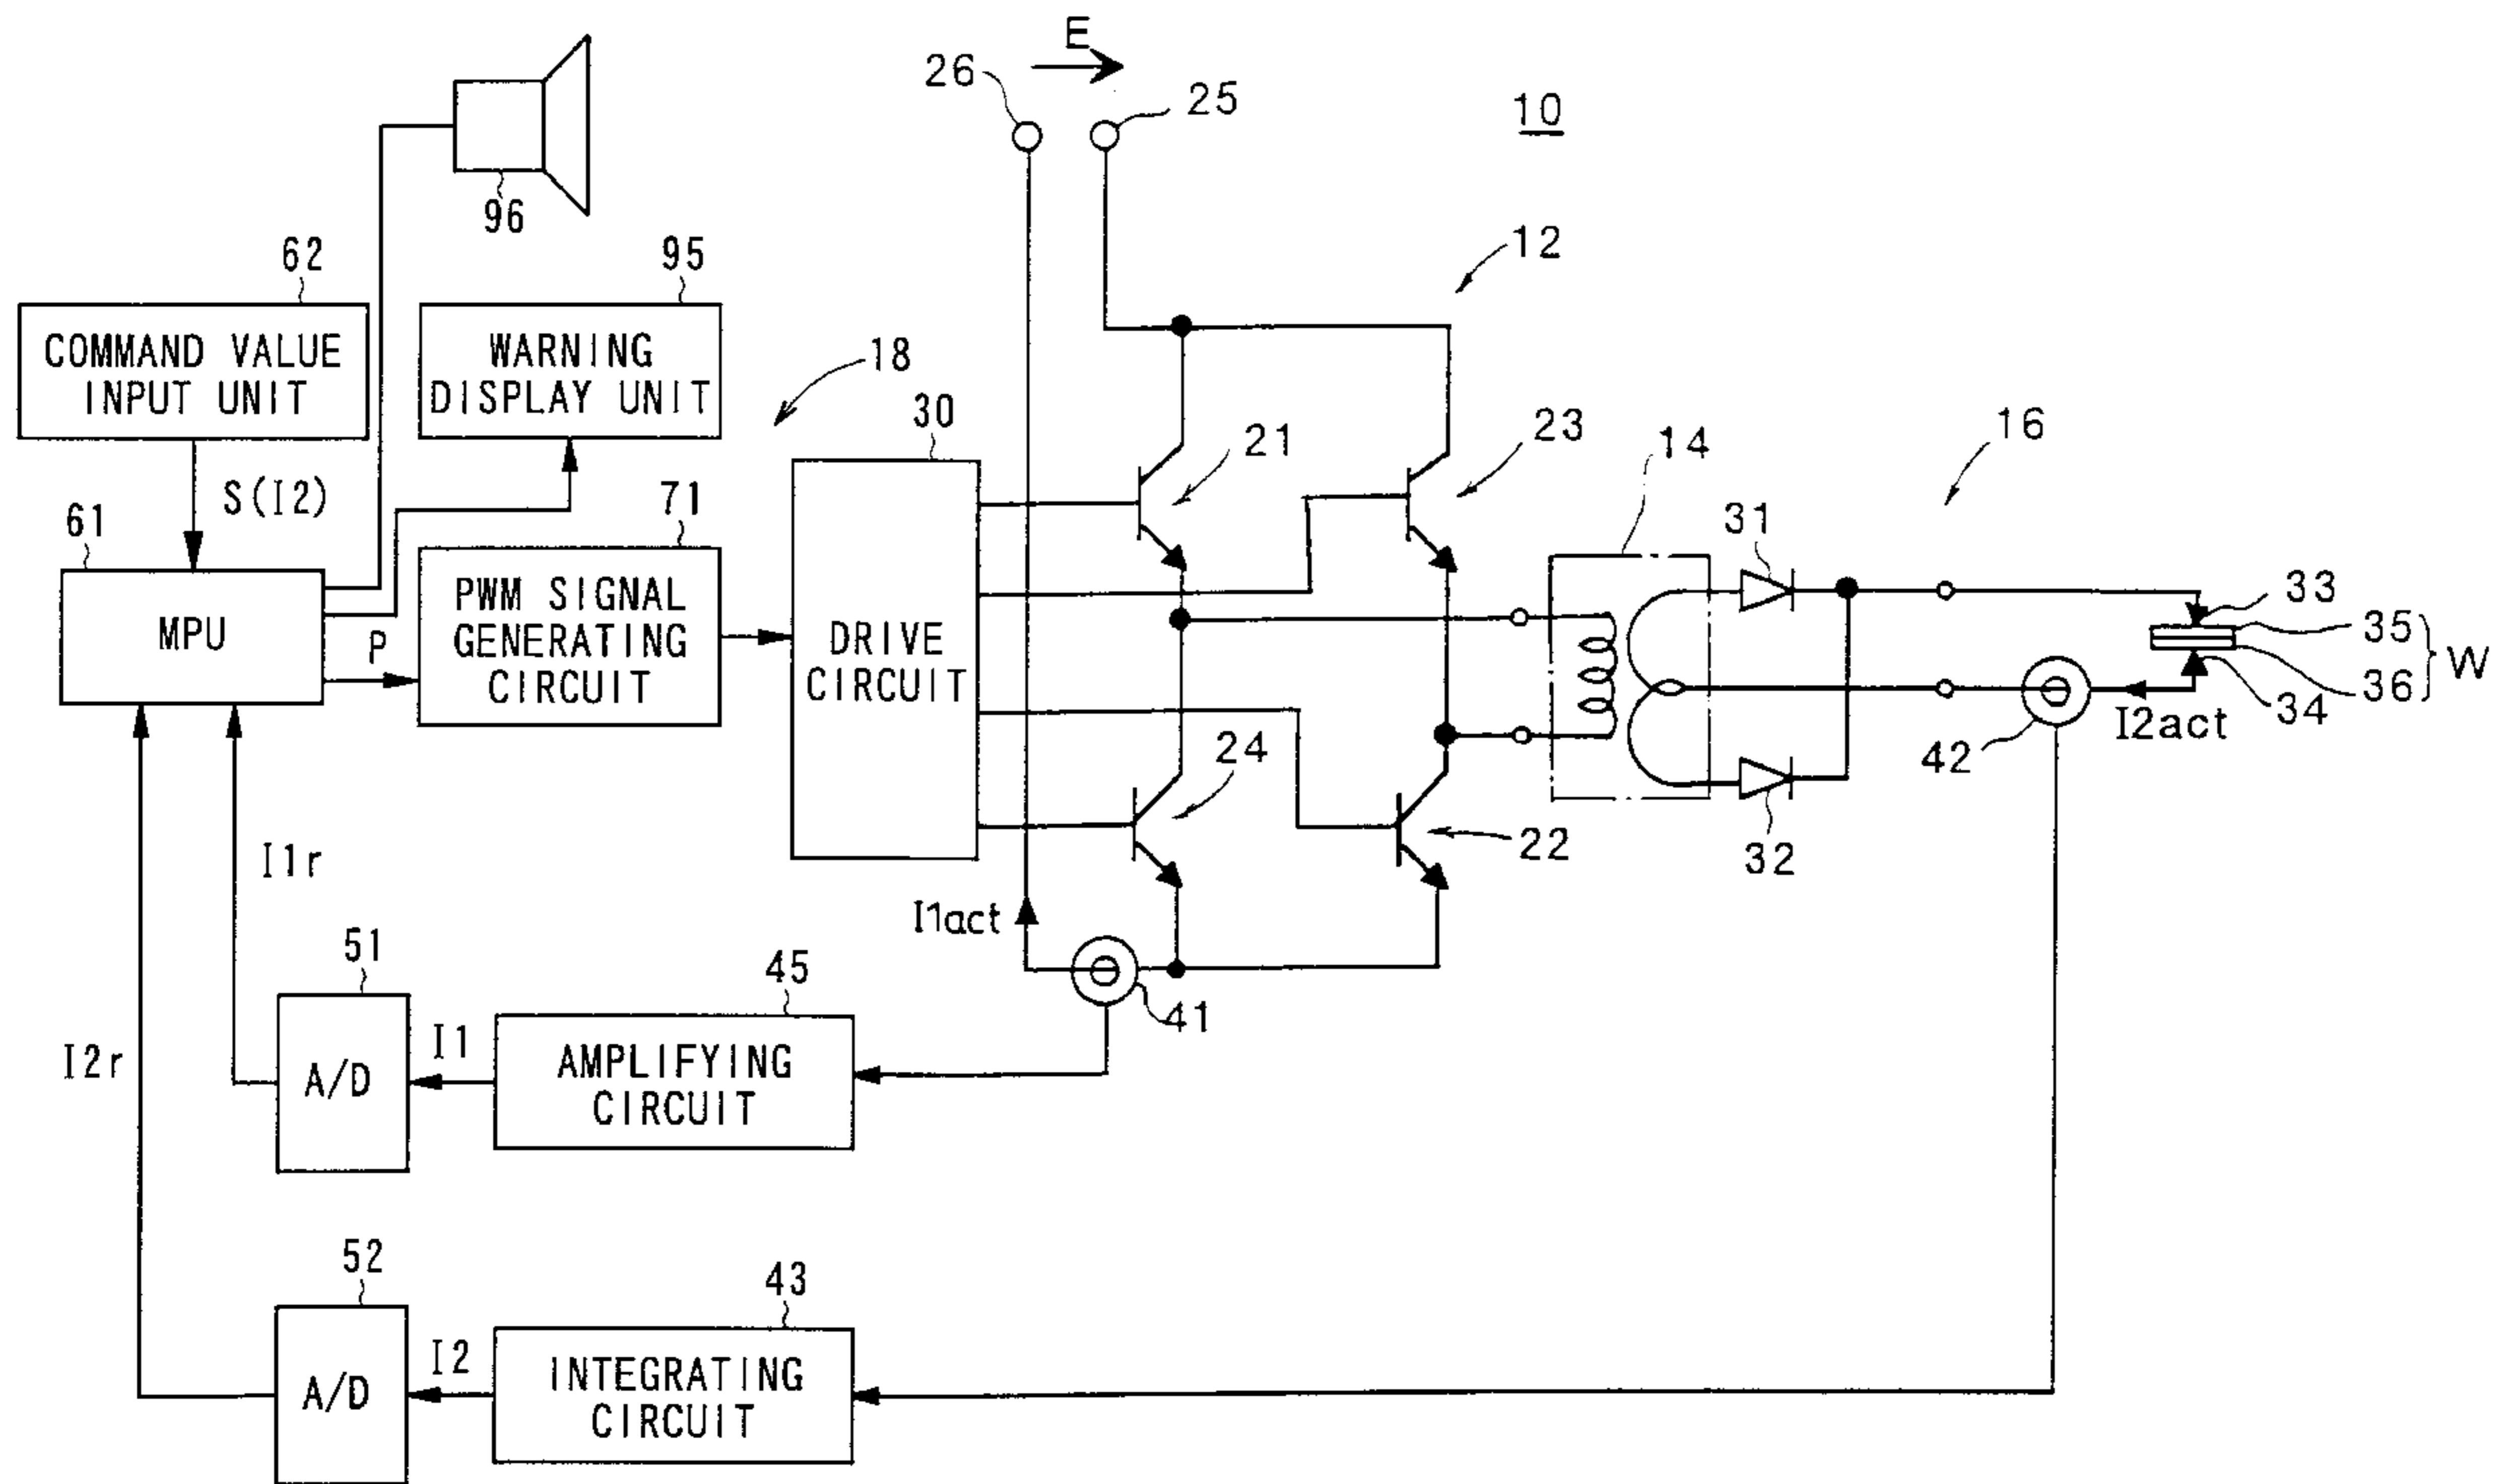 E
26
25
10
96
12
62
95
COMMAND VALUE
INPUT UNIT
WARNING
DISPLAY UNIT
18
30
21
23
14
16
S(I2)
61
71
31
MPU
P
PWM SIGNAL
GENERATING
CIRCUIT
DRIVE
CIRCUIT
33
35
36
W
34
I2act
42
24
22
32
I1r
I1act
51
45
41
I2r
A/D
I1
AMPLIFYING
CIRCUIT
52
43
A/D
I2
INTEGRATING
CIRCUIT